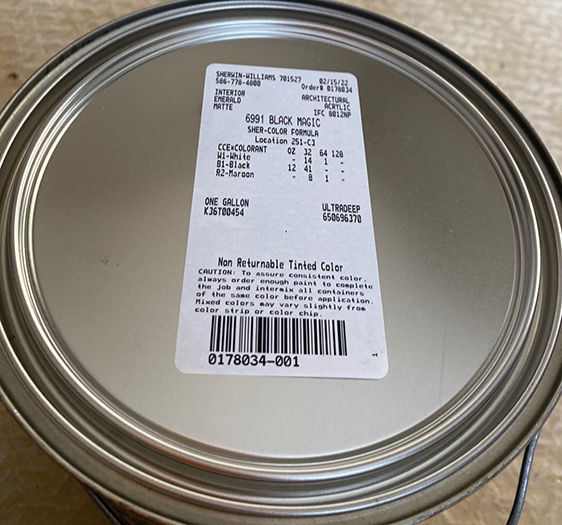 SHERWIN-WILLIAMS 701527 02/15/22
506-778-4800 Order# 0178034
INTERIOR ARCHITECTURAL
EMERALD ACRYLIC
MATTE IFC 8012NP
6991 BLACK MAGIC
SHER-COLOR FORMULA
Location 251-C3
CCE*COLORANT OZ 32 64 128
W1-White - 14 1 -
B1-Black 12 41 - -
R2-Maroon - 8 1 -
ONE GALLON ULTRADEEP
K36T00454 650696370
Non Returnable Tinted Color
CAUTION: To assure consistent color,
always order enough paint to complete
the job and intermix all containers
of the same color before application.
Mixed colors may vary slightly from
color strip or color chip.
0178034-001
1